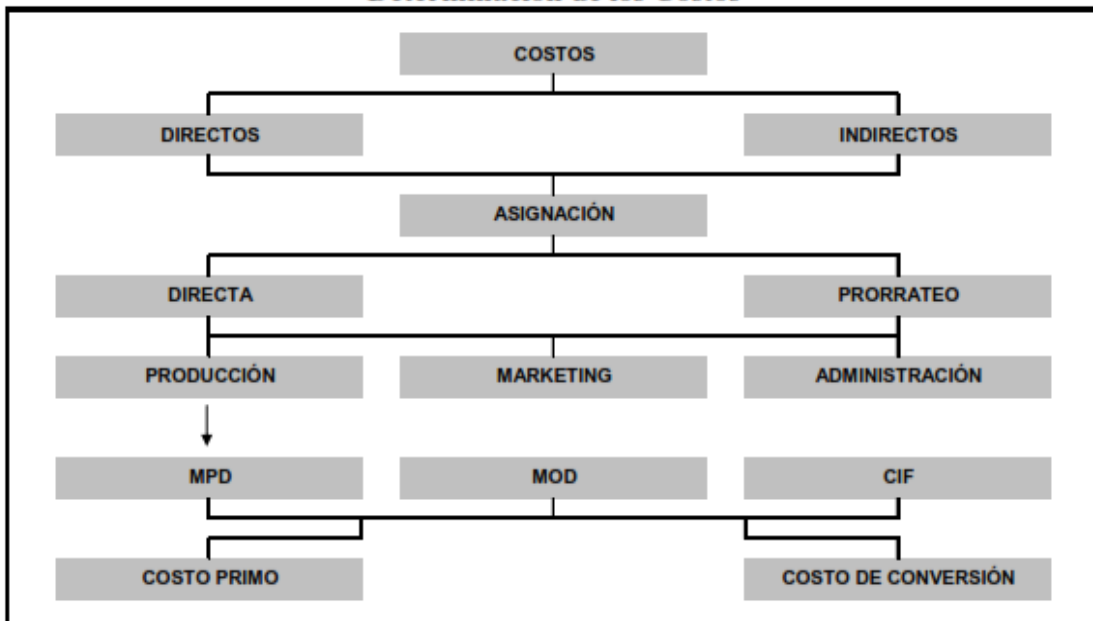 COSTOS
DIRECTOS
INDIRECTOS
ASIGNACIÓN
DIRECTA
PRORRATEO
PRODUCCIÓN
MARKETING
ADMINISTRACIÓN
MPD
MOD
CIF
COSTO PRIMO
COSTO DE CONVERSIÓN